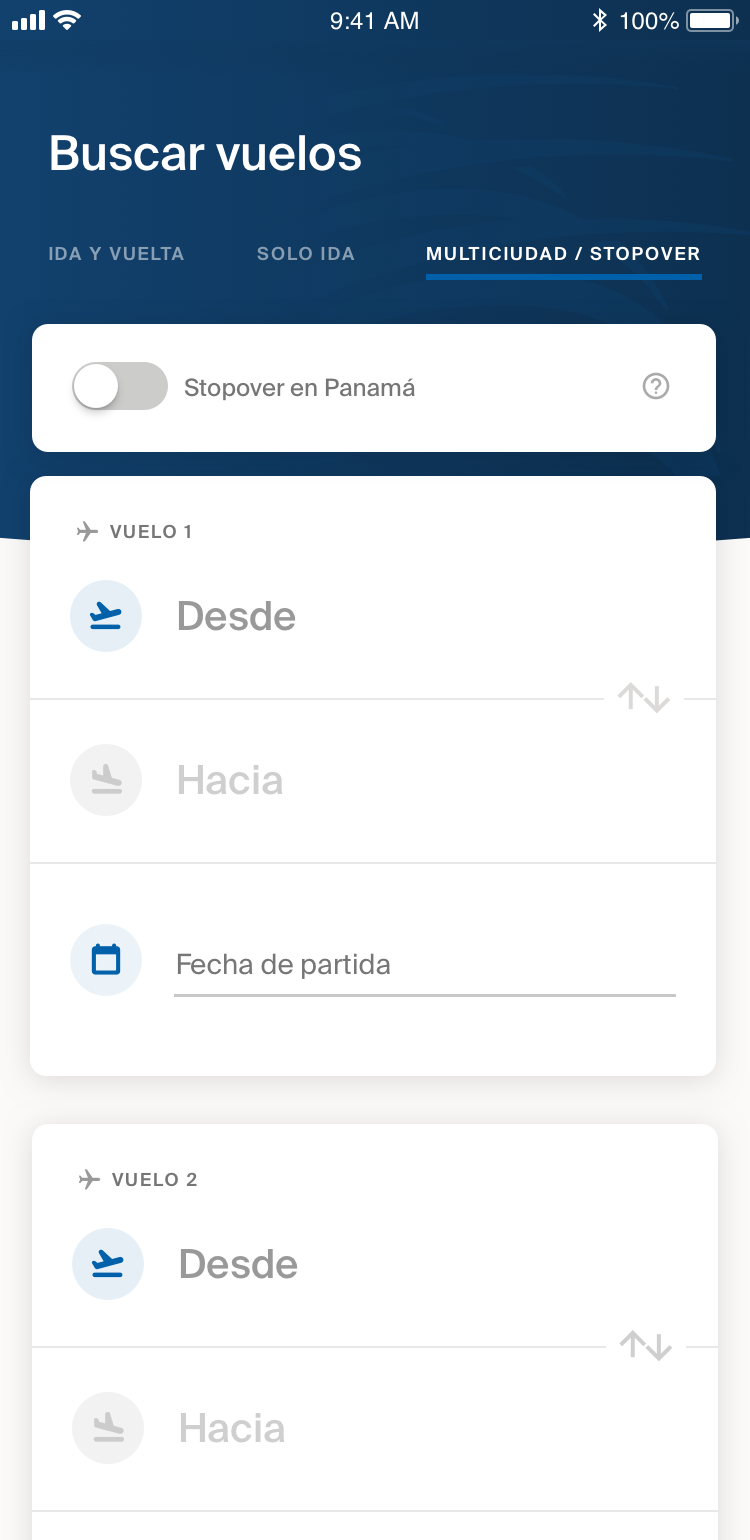 9:41 AM 100%
Buscar vuelos
IDA Y VUELTA SOLO IDA MULTICIUDAD / STOPOVER
Stopover en Panamá
VUELO 1
Desde
Hacia
Fecha de partida
VUELO 2
Desde
Hacia